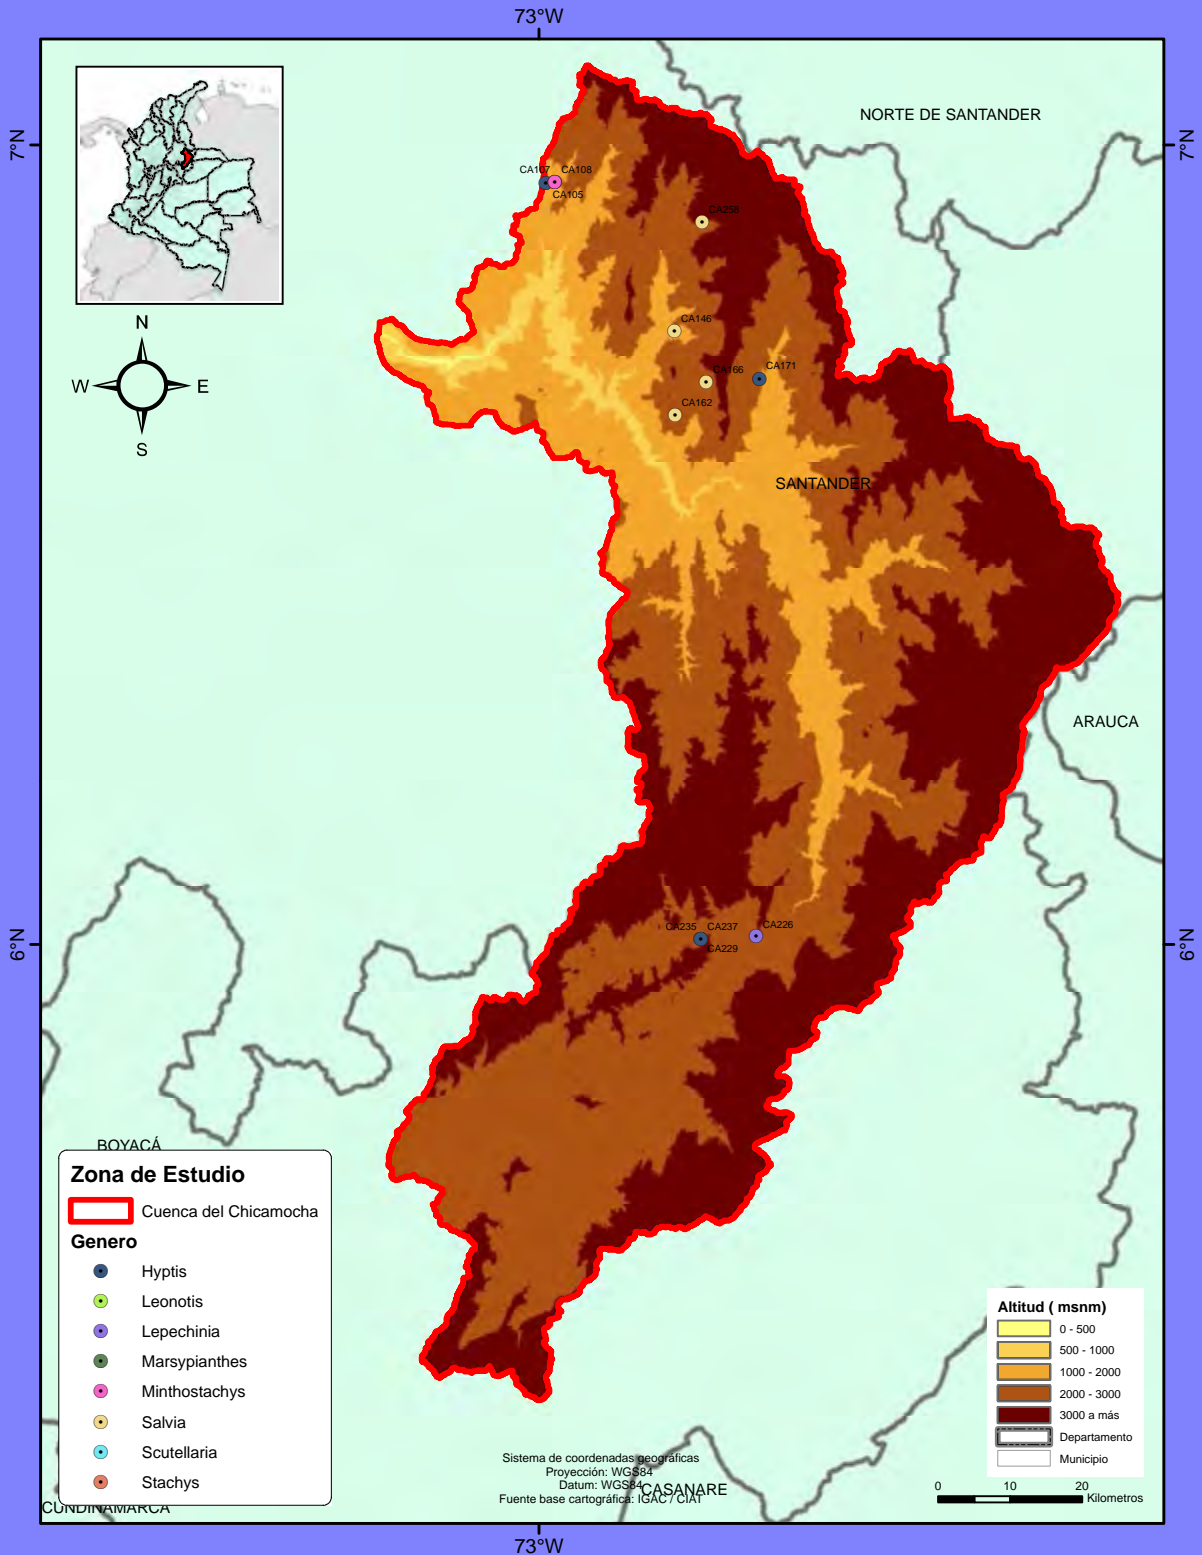 73°W
NORTE DE SANTANDER
7°N
7°N
CA107
CA108
CA105
CA258
N
W
E
S
CA146
CA166
CA171
CA162
SANTANDER
ARAUCA
CA235
CA237
CA226
CA229
6°N
6°N
BOYACÁ
Zona de Estudio
Cuenca del Chicamocha
Genero
Hyptis
Leonotis
Lepechinia
Marsypianthes
Minthostachys
Salvia
Scutellaria
Stachys
CUNDINAMARCA
Altitud ( msnm)
0 - 500
500 - 1000
1000 - 2000
2000 - 3000
3000 a más
Departamento
Municipio
Sistema de coordenadas geográficas
Proyección: WGS84
Datum: WGS84
Fuente base cartográfica: IGAC / CIAT
CASANARE
0 10 20
Kilometros
73°W